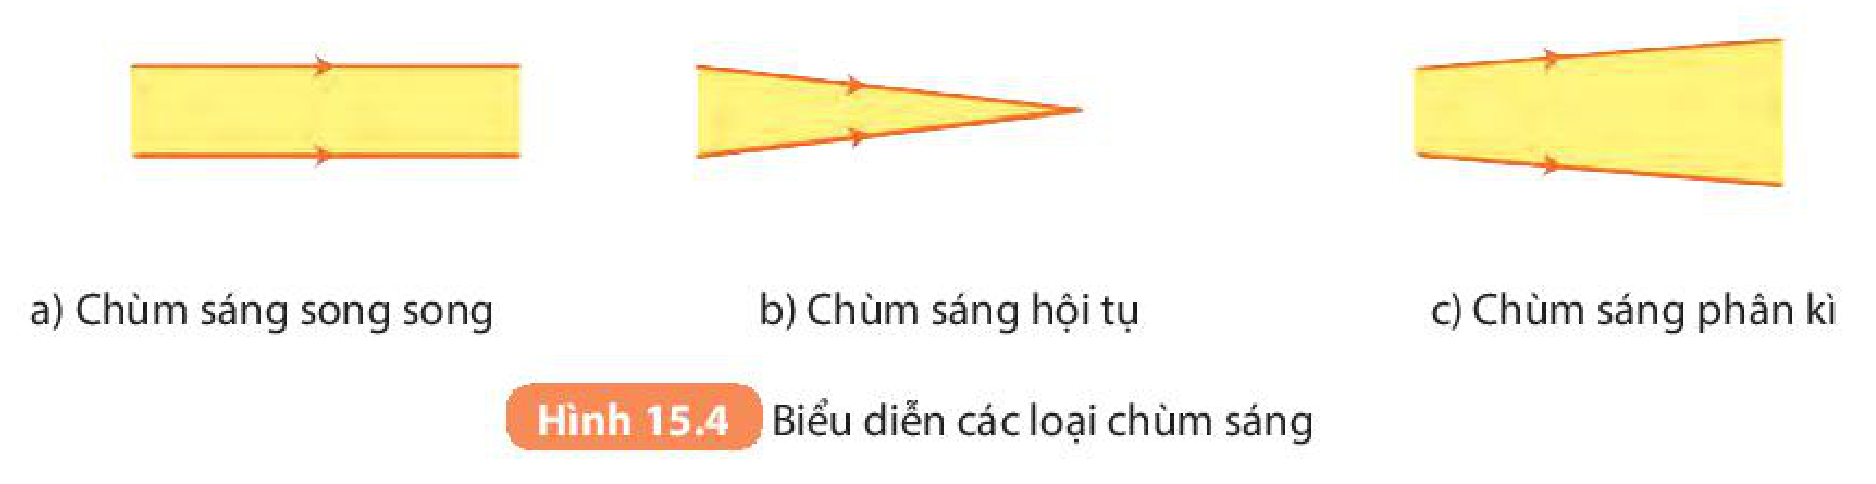 a) Chùm sáng song song
b) Chùm sáng hội tụ
c) Chùm sáng phân kì
Hình 15.4 Biểu diễn các loại chùm sáng